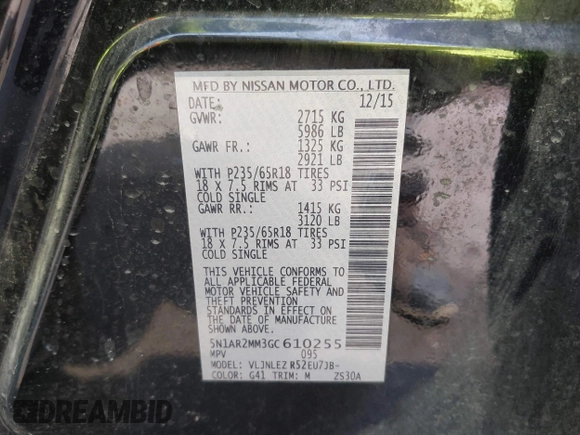 MFD BY NISSAN MOTOR CO., LTD.
DATE: 12/15
GVWR: 2715 KG
5986 LB
GAWR FR.: 1325 KG
2921 LB
WITH P235/65R18 TIRES
18 X 7.5 RIMS AT 33 PSI
COLD SINGLE
GAWR RR.: 1415 KG
3120 LB
WITH P235/65R18 TIRES
18 X 7.5 RIMS AT 33 PSI
COLD SINGLE
THIS VEHICLE CONFORMS TO
ALL APPLICABLE FEDERAL
MOTOR VEHICLE SAFETY AND
THEFT PREVENTION
STANDARDS IN EFFECT ON
THE DATE OF MANUFACTURE
SHOWN ABOVE
5N1AR2MM3GC610255
MPV 095
MODEL: VLJNLEZ R52EU7JB-
COLOR: G41 TRIM: M ZS30A
DREAMBID